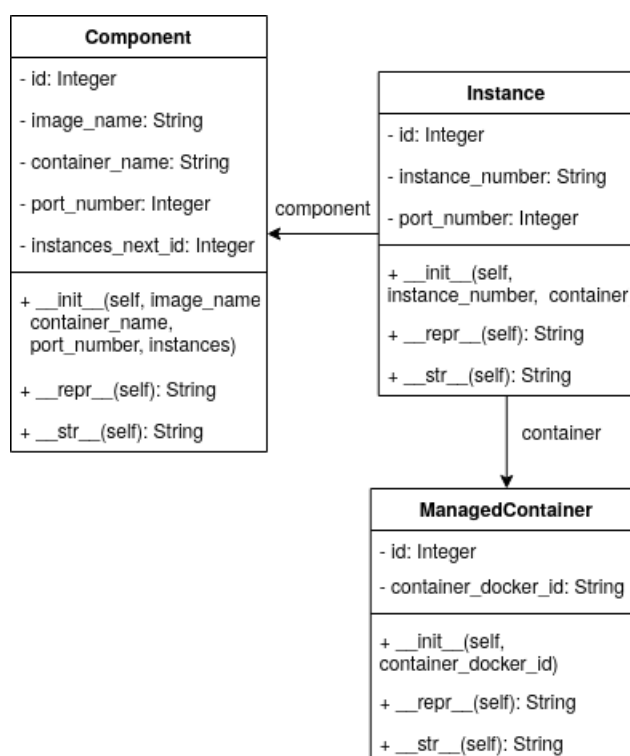 Component
- id: Integer
- image_name: String
- container_name: String
- port_number: Integer
- instances_next_id: Integer
+ __init__(self, image_name
container_name,
port_number, instances)
+ __repr__(self): String
+ __str__(self): String
component
Instance
- id: Integer
- instance_number: String
- port_number: Integer
+ __init__(self,
instance_number, container
+ __repr__(self): String
+ __str__(self): String
container
ManagedContainer
- id: Integer
- container_docker_id: String
+ __init__(self,
container_docker_id)
+ __repr__(self): String
+ __str__(self): String